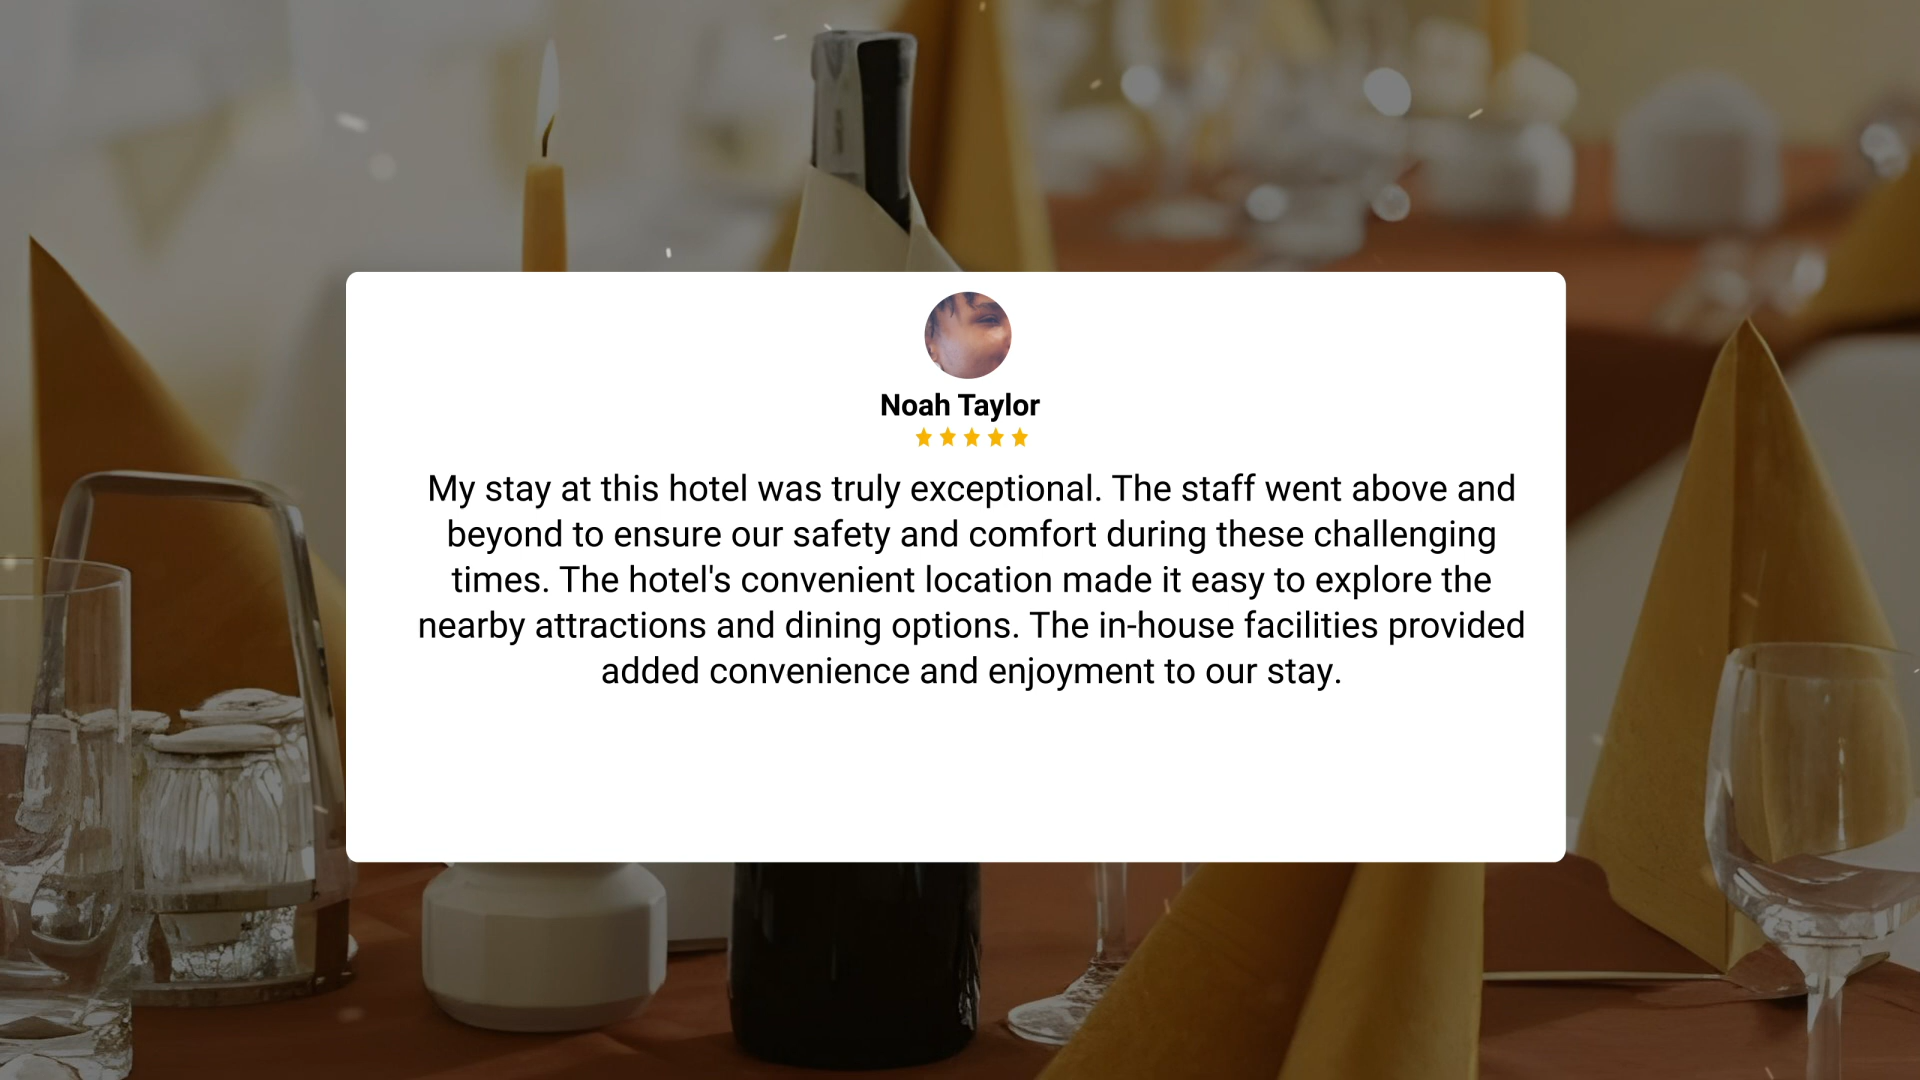 Noah Taylor
My stay at this hotel was truly exceptional. The staff went above and
beyond to ensure our safety and comfort during these challenging
times. The hotel's convenient location made it easy to explore the
nearby attractions and dining options. The in-house facilities provided
added convenience and enjoyment to our stay.